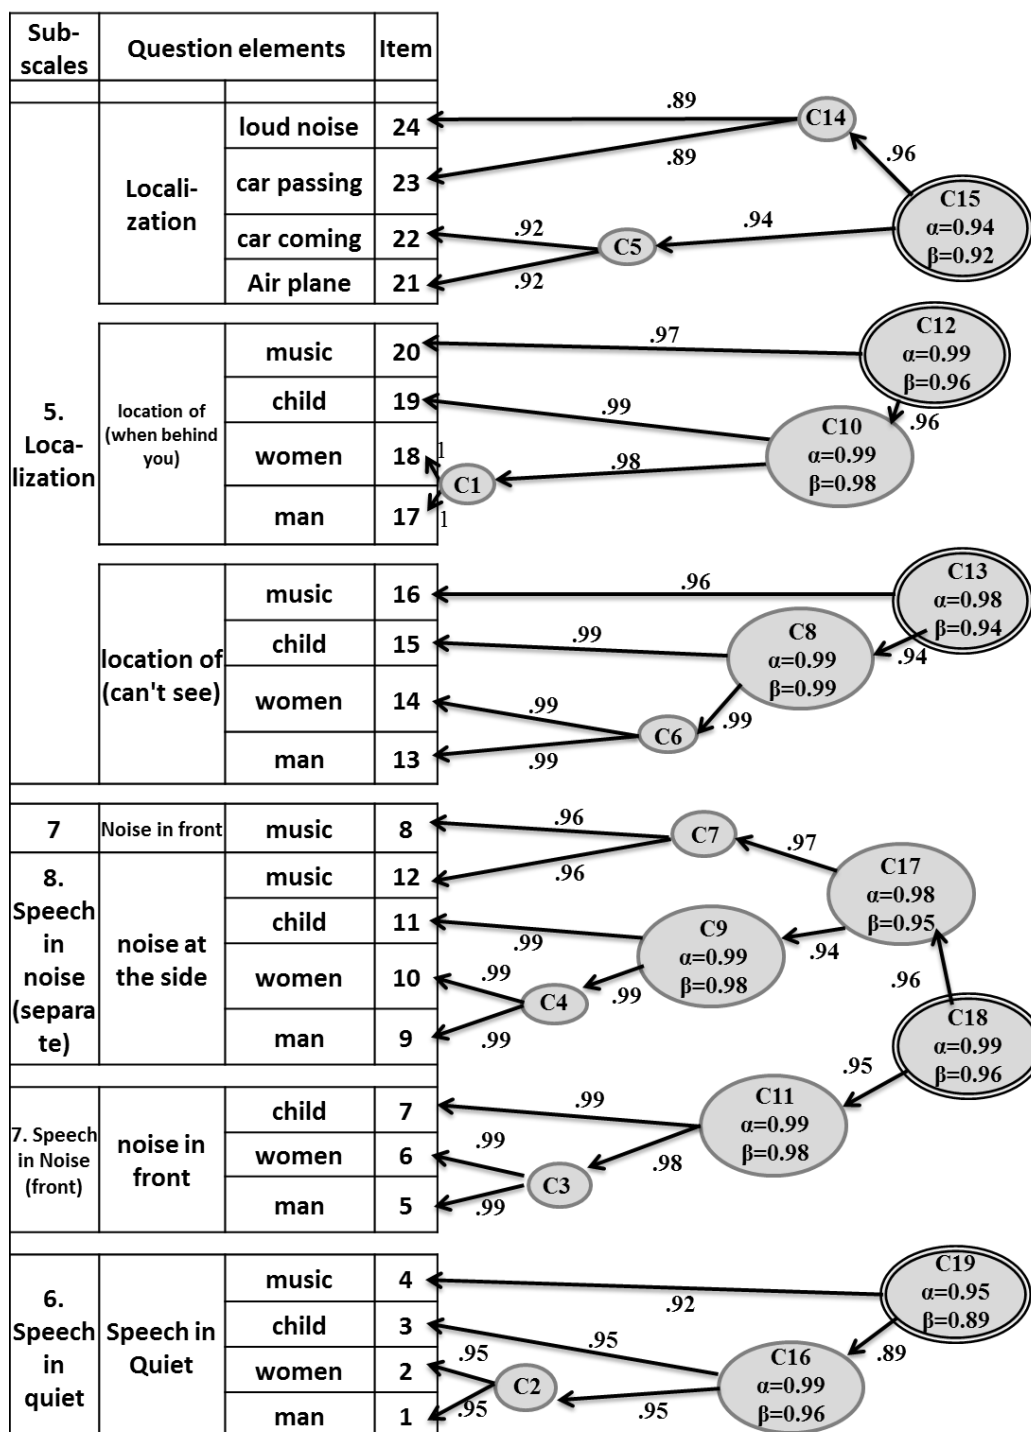 Sub-
scales
Question elements
Item
5.
Loca-
lization
Locali-
zation
loud noise
24
car passing
23
car coming
22
Air plane
21
.89
.89
C14
.96
C15
α=0.94
β=0.92
.94
.92
C5
.92
location of
(when behind
you)
music
20
child
19
women
18
man
17
.97
C12
α=0.99
β=0.96
.96
.99
C10
α=0.99
β=0.98
.98
1
C1
1
location of
(can't see)
music
16
child
15
women
14
man
13
.96
C13
α=0.98
β=0.94
.94
.99
C8
α=0.99
β=0.99
.99
.99
C6
.99
7
Noise in front
music
8
8.
Speech
in
noise
(separa
te)
noise at
the side
music
12
child
11
women
10
man
9
.96
C7
.96
.97
C17
α=0.98
β=0.95
.94
C9
α=0.99
β=0.98
.99
.99
.99
C4
.99
.96
C18
α=0.99
β=0.96
.95
7. Speech
in Noise
(front)
noise in
front
child
7
women
6
man
5
.99
C11
α=0.99
β=0.98
.98
.99
C3
.99
6.
Speech
in
quiet
Speech in
Quiet
music
4
child
3
women
2
man
1
.92
C19
α=0.95
β=0.89
.89
.95
C16
α=0.99
β=0.96
.95
.95
C2
.95